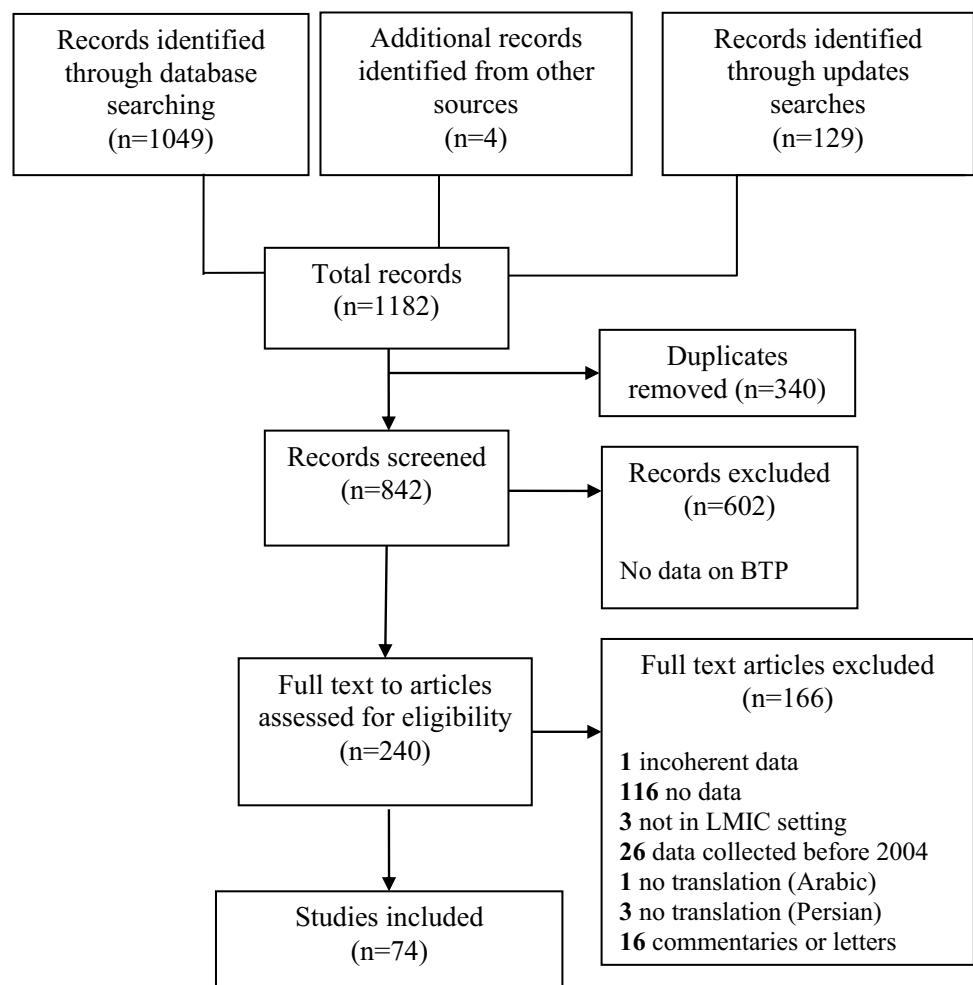 Records identified
through database
searching
(n=1049)
Additional records
identified from other
sources
(n=4)
Records identified
through updates
searches
(n=129)
Total records
(n=1182)
Duplicates
removed (n=340)
Records screened
(n=842)
Records excluded
(n=602)
No data on BTP
Full text to articles
assessed for eligibility
(n=240)
Full text articles excluded
(n=166)
1 incoherent data
116 no data
3 not in LMIC setting
26 data collected before 2004
1 no translation (Arabic)
3 no translation (Persian)
16 commentaries or letters
Studies included
(n=74)